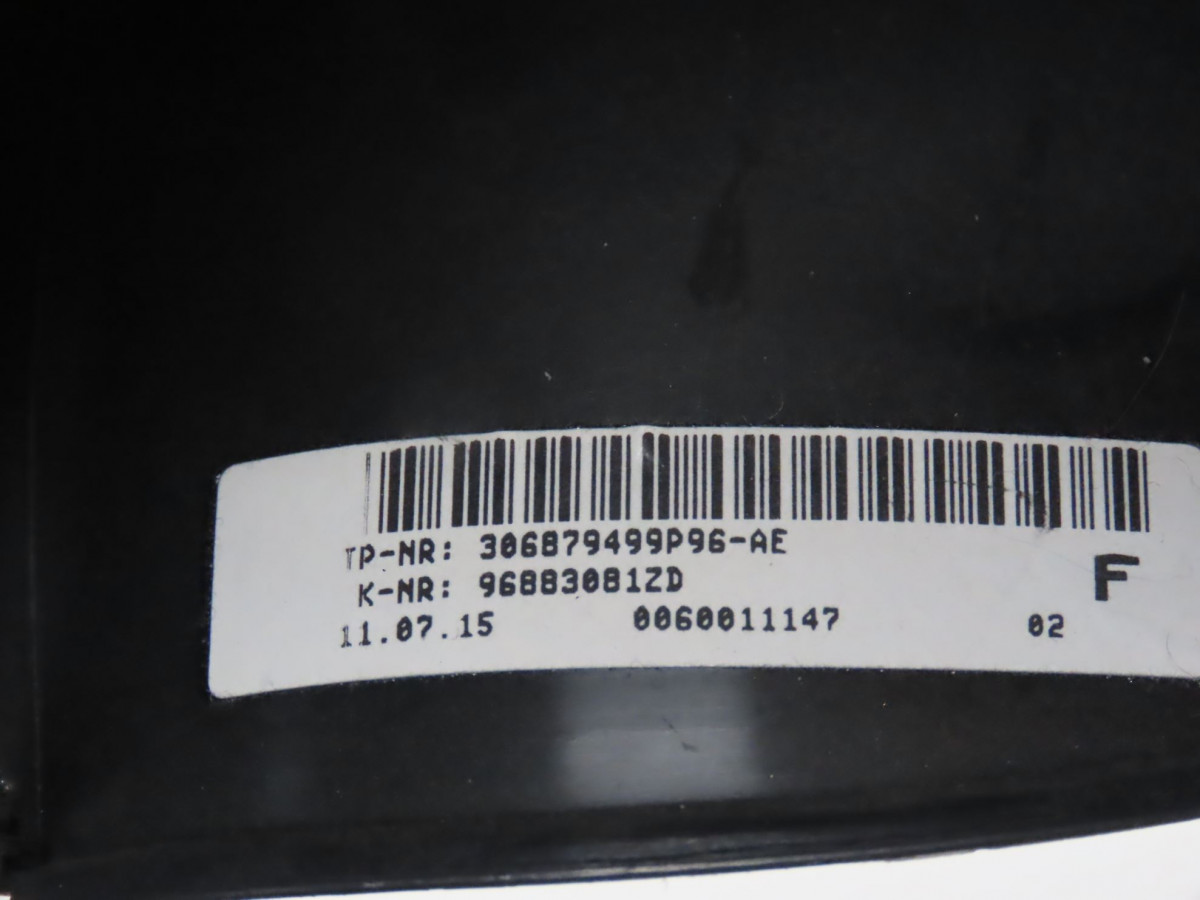 TP-NR: 306879499P96-AE
K-NR: 96883081ZD
F
11.07.15 0060011147 02